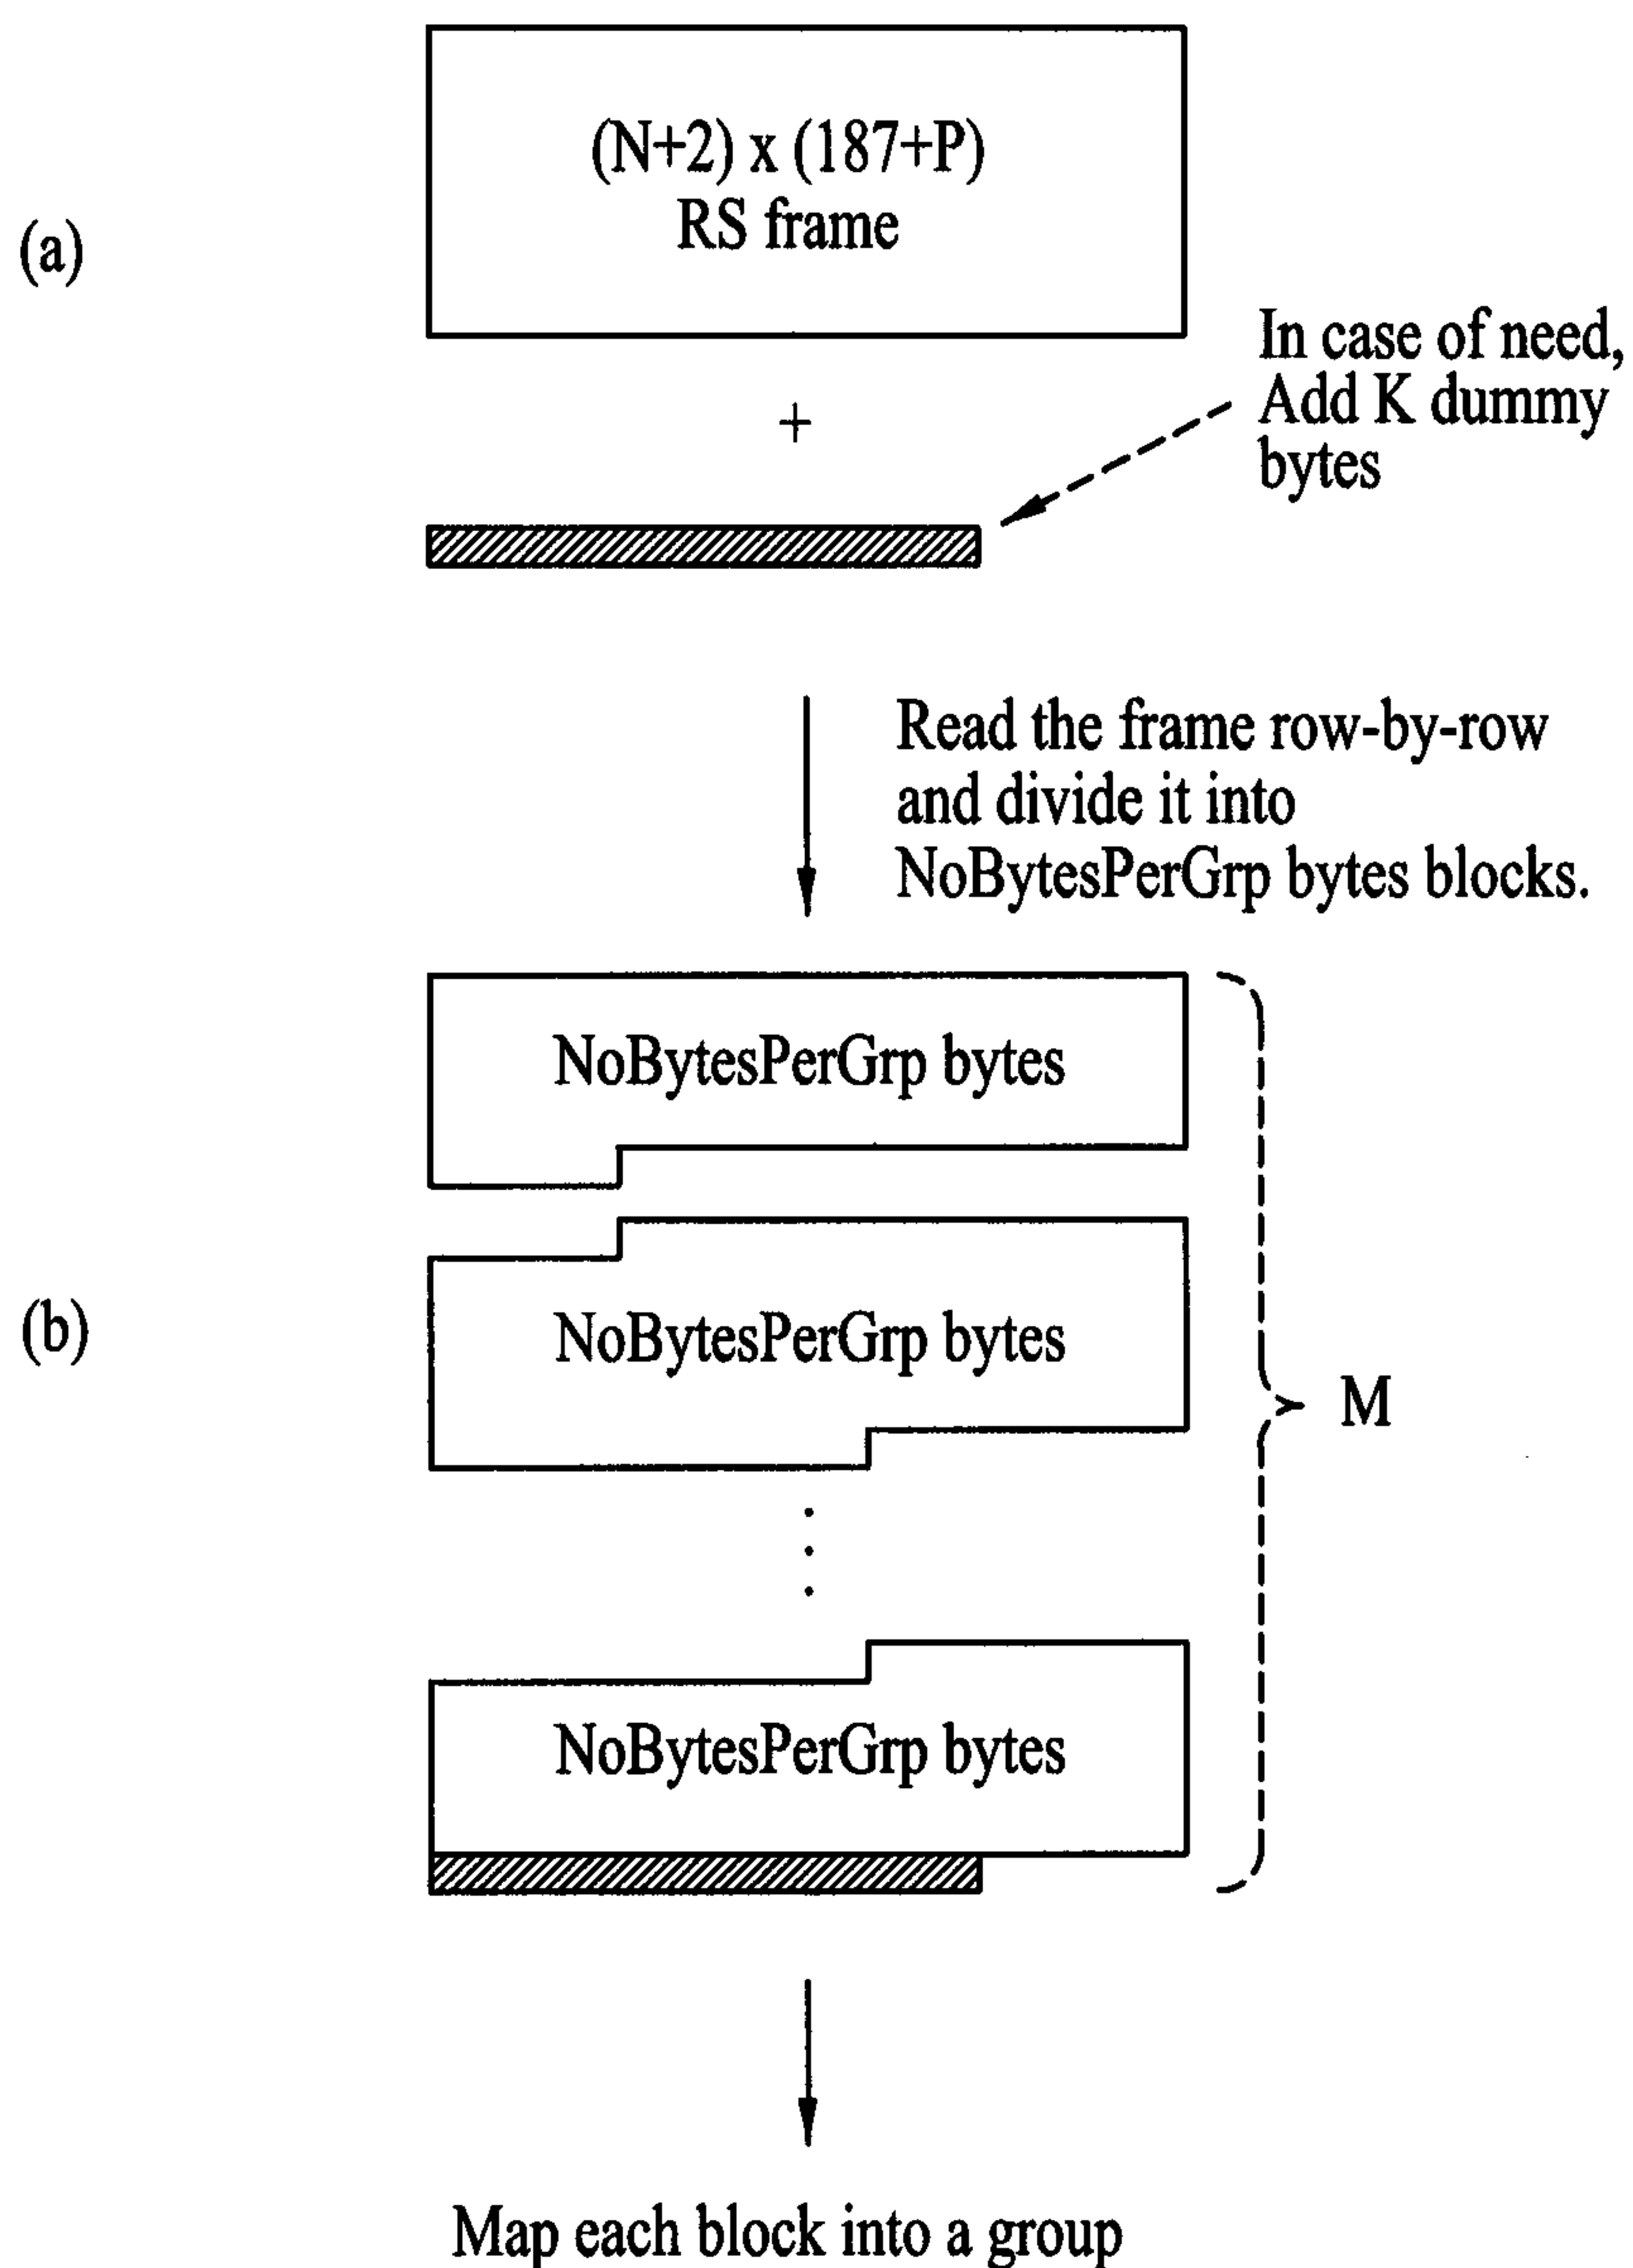 (a)
(N+2) x (187+P)
RS frame
+
In case of need,
Add K dummy
bytes
Read the frame row-by-row
and divide it into
NoBytesPerGrp bytes blocks.
(b)
NoBytesPerGrp bytes
NoBytesPerGrp bytes
M
NoBytesPerGrp bytes
Map each block into a group